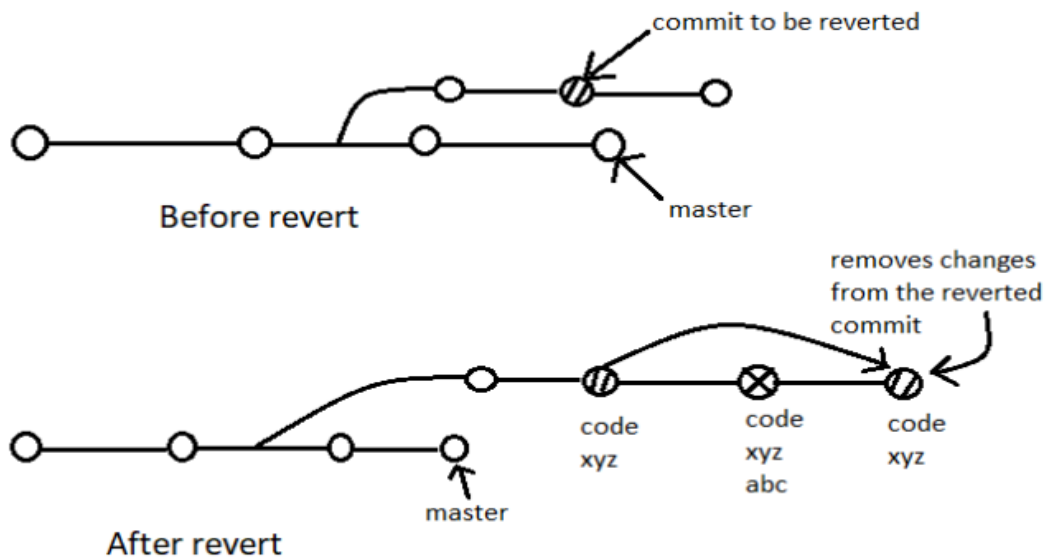 commit to be reverted
master
Before revert
removes changes
from the reverted
commit
code
xyz
code
xyz
abc
code
xyz
master
After revert